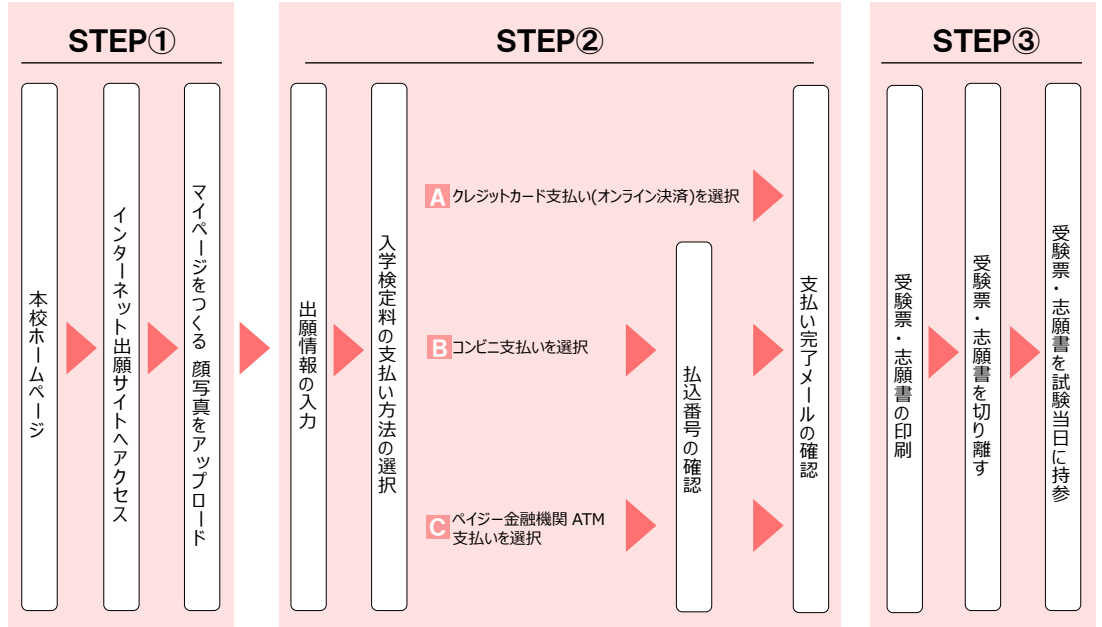 STEP①
本校ホームページ
インターネット出願サイトへアクセス
マイページをつくる 顔写真をアップロード
STEP②
出願情報の入力
入学検定料の支払い方法の選択
A クレジットカード支払い(オンライン決済)を選択
B コンビニ支払いを選択
C ペイジー金融機関 ATM
支払いを選択
払込番号の確認
支払い完了メールの確認
STEP③
受験票・志願書の印刷
受験票・志願書を切り離す
受験票・志願書を試験当日に持参